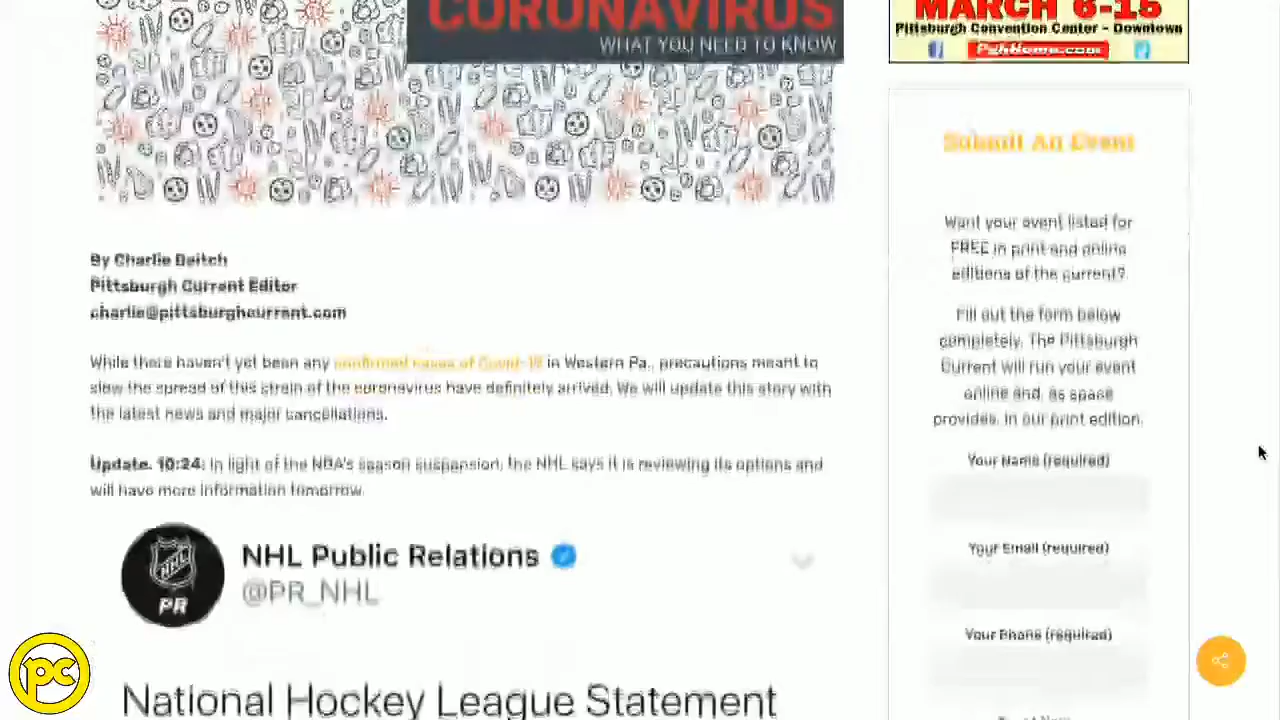 CORONAVIRUS
WHAT YOU NEED TO KNOW
By Charlie Deitch
Pittsburgh Current Editor
charlie@pittsburghcurrent.com
While there haven't yet been any confirmed cases of Covid-19 in Western Pa., precautions meant to
slow the spread of this strain of the coronavirus have definitely arrived. We will update this story with
the latest news and major cancellations.
Update, 10:24: In light of the NBA's season suspension, the NHL says it is reviewing its options and
will have more information tomorrow.
NHL Public Relations
@PR_NHL
NHL
PR
National Hockey League Statement
pc
MARCH 6-15
Pittsburgh Convention Center - Downtown
PghHome.com
Submit An Event
Want your event listed for
FREE in print and online
editions of the current?
Fill out the form below
completely. The Pittsburgh
Current will run your event
online and, as space
provides, in our print edition.
Your Name (required)
Your Email (required)
Your Phone (required)